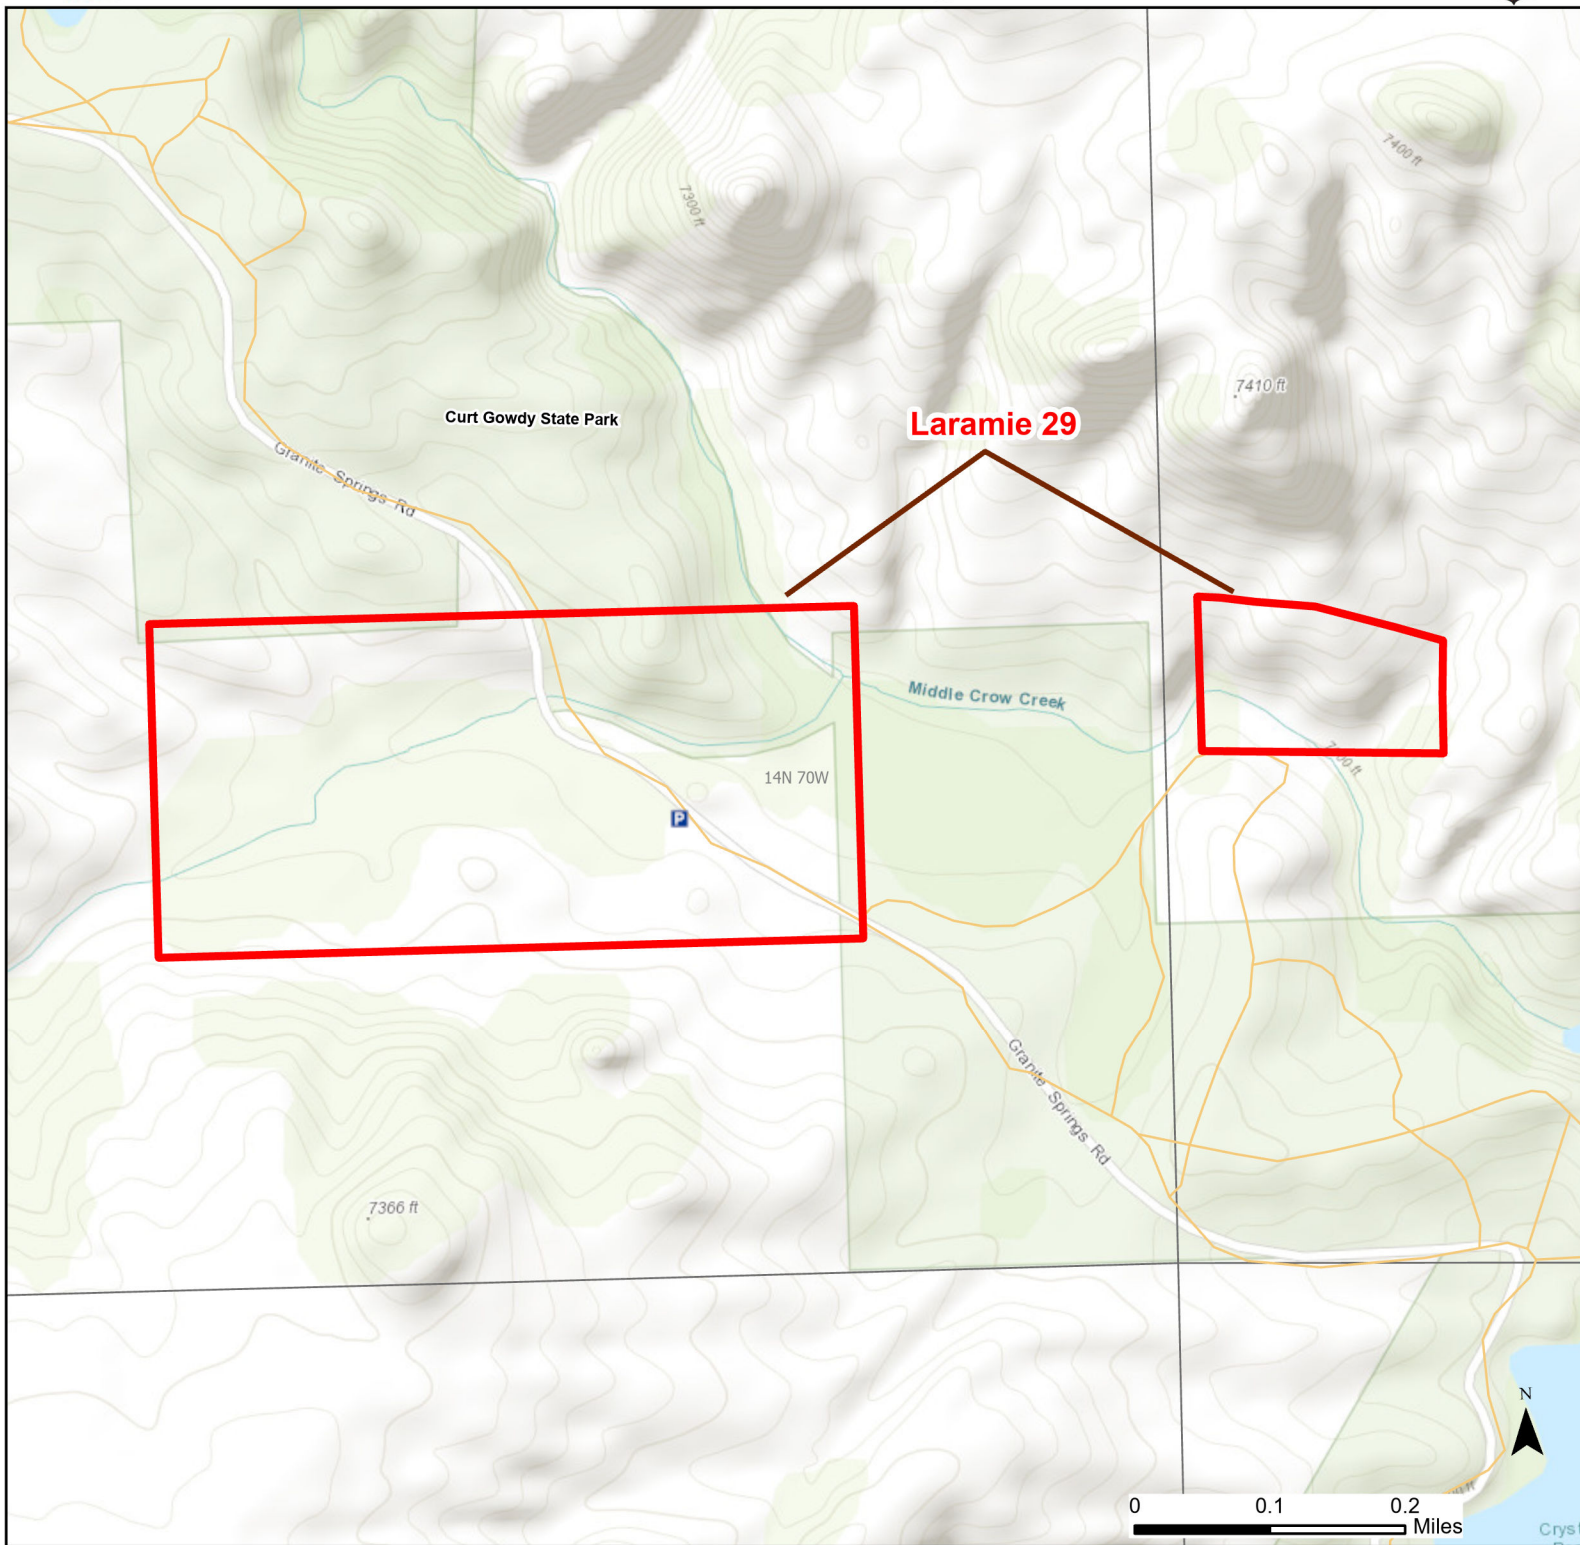 7400 ft
7300 ft
7410 ft
Curt Gowdy State Park
Laramie 29
Granite Springs Rd
Middle Crow Creek
14N 70W
P
Granite Springs Rd
7366 ft
N
0 0.1 0.2
Miles